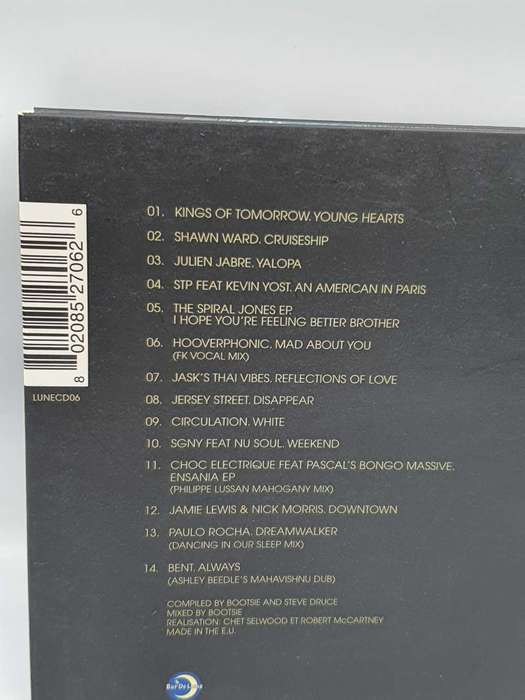 01. KINGS OF TOMORROW. YOUNG HEARTS
02. SHAWN WARD. CRUISESHIP
03. JULIEN JABRE. YALOPA
04. STP FEAT KEVIN YOST. AN AMERICAN IN PARIS
05. THE SPIRAL JONES EP.
I HOPE YOU'RE FEELING BETTER BROTHER
06. HOOVERPHONIC. MAD ABOUT YOU
(FK VOCAL MIX)
07. JASK'S THAI VIBES. REFLECTIONS OF LOVE
08. JERSEY STREET. DISAPPEAR
09. CIRCULATION. WHITE
10. SGNY FEAT NU SOUL. WEEKEND
11. CHOC ELECTRIQUE FEAT PASCAL'S BONGO MASSIVE.
ENSANIA EP
(PHILIPPE LUSSAN MAHOGANY MIX)
12. JAMIE LEWIS & NICK MORRIS. DOWNTOWN
13. PAULO ROCHA. DREAMWALKER
(DANCING IN OUR SLEEP MIX)
14. BENT. ALWAYS
(ASHLEY BEEDLE'S MAHAVISHNU DUB)
COMPILED BY BOOTSIE AND STEVE DRUCE
MIXED BY BOOTSIE
REALISATION: CHET SELWOOD ET ROBERT McCARTNEY
MADE IN THE E.U.
8 02085 27062 6
LUNECD06
Bar De Lune